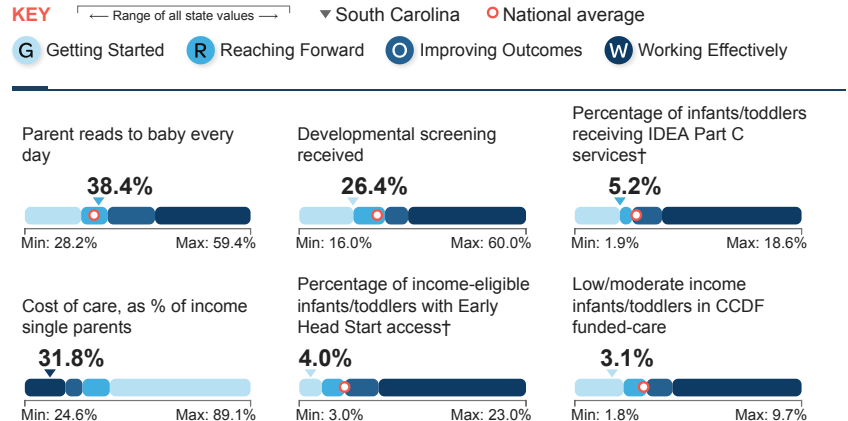 KEY Range of all state values South Carolina National average
G Getting Started R Reaching Forward O Improving Outcomes W Working Effectively
Parent reads to baby every
day
38.4%
Min: 28.2% Max: 59.4%
Developmental screening
received
26.4%
Min: 16.0% Max: 60.0%
Percentage of infants/toddlers
receiving IDEA Part C
services†
5.2%
Min: 1.9% Max: 18.6%
Cost of care, as % of income
single parents
31.8%
Min: 24.6% Max: 89.1%
Percentage of income-eligible
infants/toddlers with Early
Head Start access†
4.0%
Min: 3.0% Max: 23.0%
Low/moderate income
infants/toddlers in CCDF
funded-care
3.1%
Min: 1.8% Max: 9.7%